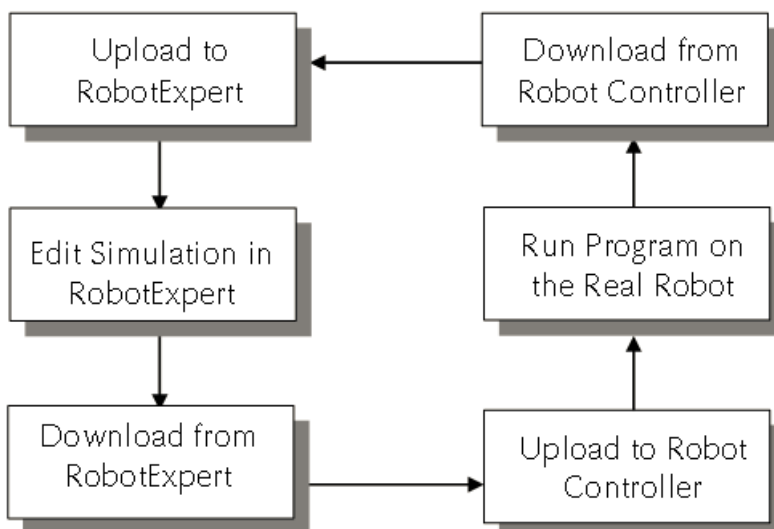 Upload to
RobotExpert
Download from
Robot Controller
Edit Simulation in
RobotExpert
Run Program on
the Real Robot
Download from
RobotExpert
Upload to Robot
Controller